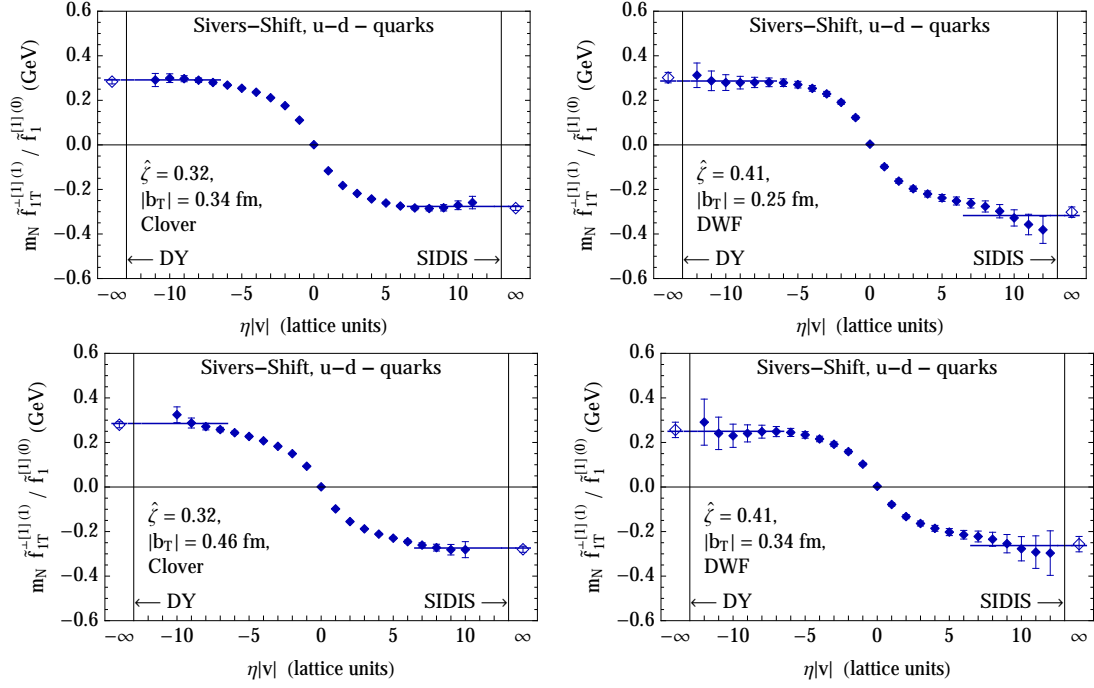 Sivers−Shift, u−d − quarks
m_N f̃_{1T}^{⊥[1](1)} / f̃_1^{[1](0)} (GeV)
0.6
0.4
0.2
0.0
−0.2
−0.4
−0.6
ζ̂ = 0.32,
|b_T| = 0.34 fm,
Clover
← DY
SIDIS →
−∞ −10 −5 0 5 10 ∞
η|v| (lattice units)
Sivers−Shift, u−d − quarks
m_N f̃_{1T}^{⊥[1](1)} / f̃_1^{[1](0)} (GeV)
0.6
0.4
0.2
0.0
−0.2
−0.4
−0.6
ζ̂ = 0.41,
|b_T| = 0.25 fm,
DWF
← DY
SIDIS →
−∞ −10 −5 0 5 10 ∞
η|v| (lattice units)
Sivers−Shift, u−d − quarks
m_N f̃_{1T}^{⊥[1](1)} / f̃_1^{[1](0)} (GeV)
0.6
0.4
0.2
0.0
−0.2
−0.4
−0.6
ζ̂ = 0.32,
|b_T| = 0.46 fm,
Clover
← DY
SIDIS →
−∞ −10 −5 0 5 10 ∞
η|v| (lattice units)
Sivers−Shift, u−d − quarks
m_N f̃_{1T}^{⊥[1](1)} / f̃_1^{[1](0)} (GeV)
0.6
0.4
0.2
0.0
−0.2
−0.4
−0.6
ζ̂ = 0.41,
|b_T| = 0.34 fm,
DWF
← DY
SIDIS →
−∞ −10 −5 0 5 10 ∞
η|v| (lattice units)